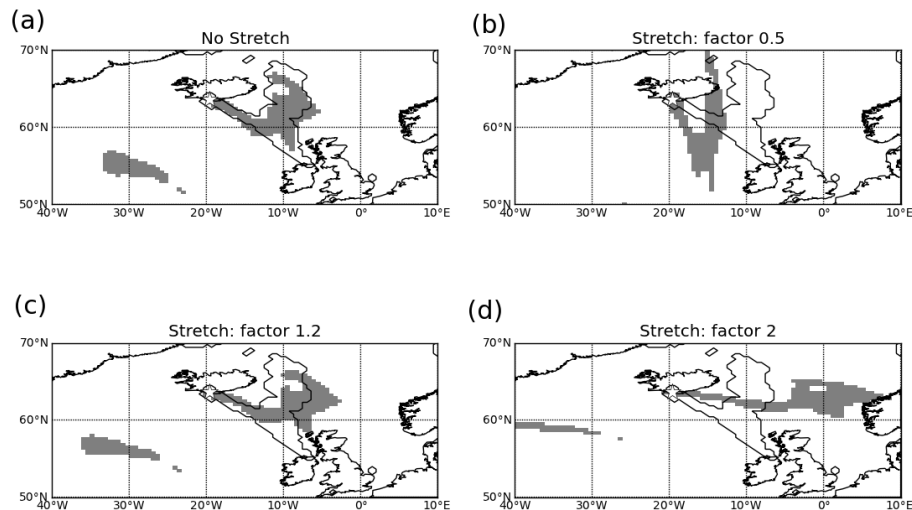 (a)
No Stretch
70°N
60°N
50°N
40°W 30°W 20°W 10°W 0° 10°E
(b)
Stretch: factor 0.5
70°N
60°N
50°N
40°W 30°W 20°W 10°W 0° 10°E
(c)
Stretch: factor 1.2
70°N
60°N
50°N
40°W 30°W 20°W 10°W 0° 10°E
(d)
Stretch: factor 2
70°N
60°N
50°N
40°W 30°W 20°W 10°W 0° 10°E